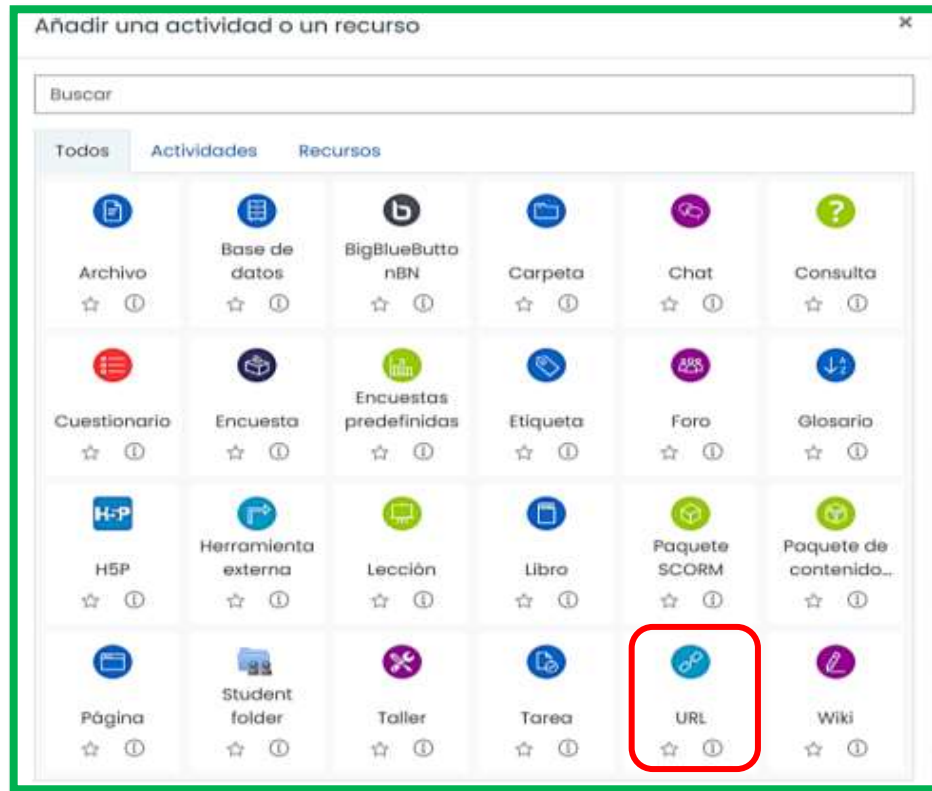 Añadir una actividad o un recurso
×
Buscar
Todos Actividades Recursos
Archivo
Base de
datos
BigBlueButto
nBN
Carpeta
Chat
Consulta
Cuestionario
Encuesta
Encuestas
predefinidas
Etiqueta
Foro
Glosario
H5P
H5P
Herramienta
externa
Lección
Libro
Paquete
SCORM
Paquete de
contenido...
Página
Student
folder
Taller
Tarea
URL
Wiki